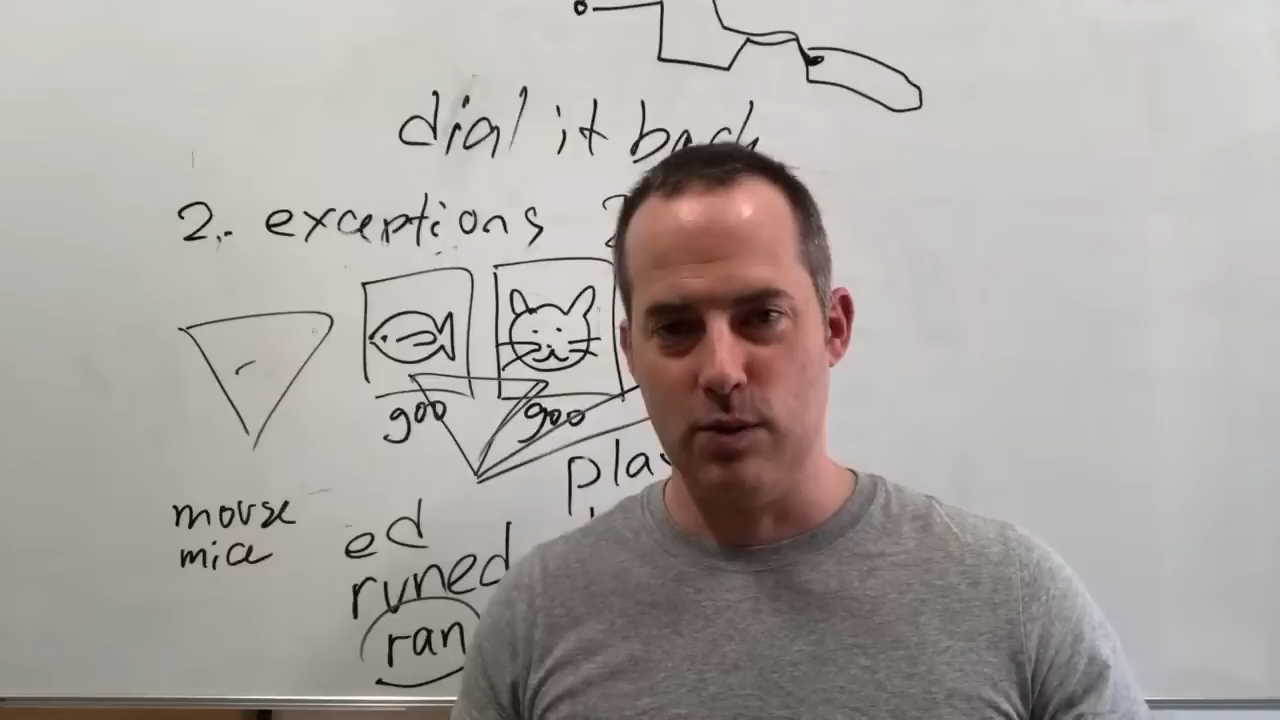 dial it back
2. exceptions
goo goo
mouse
mice
ed
runed
ran